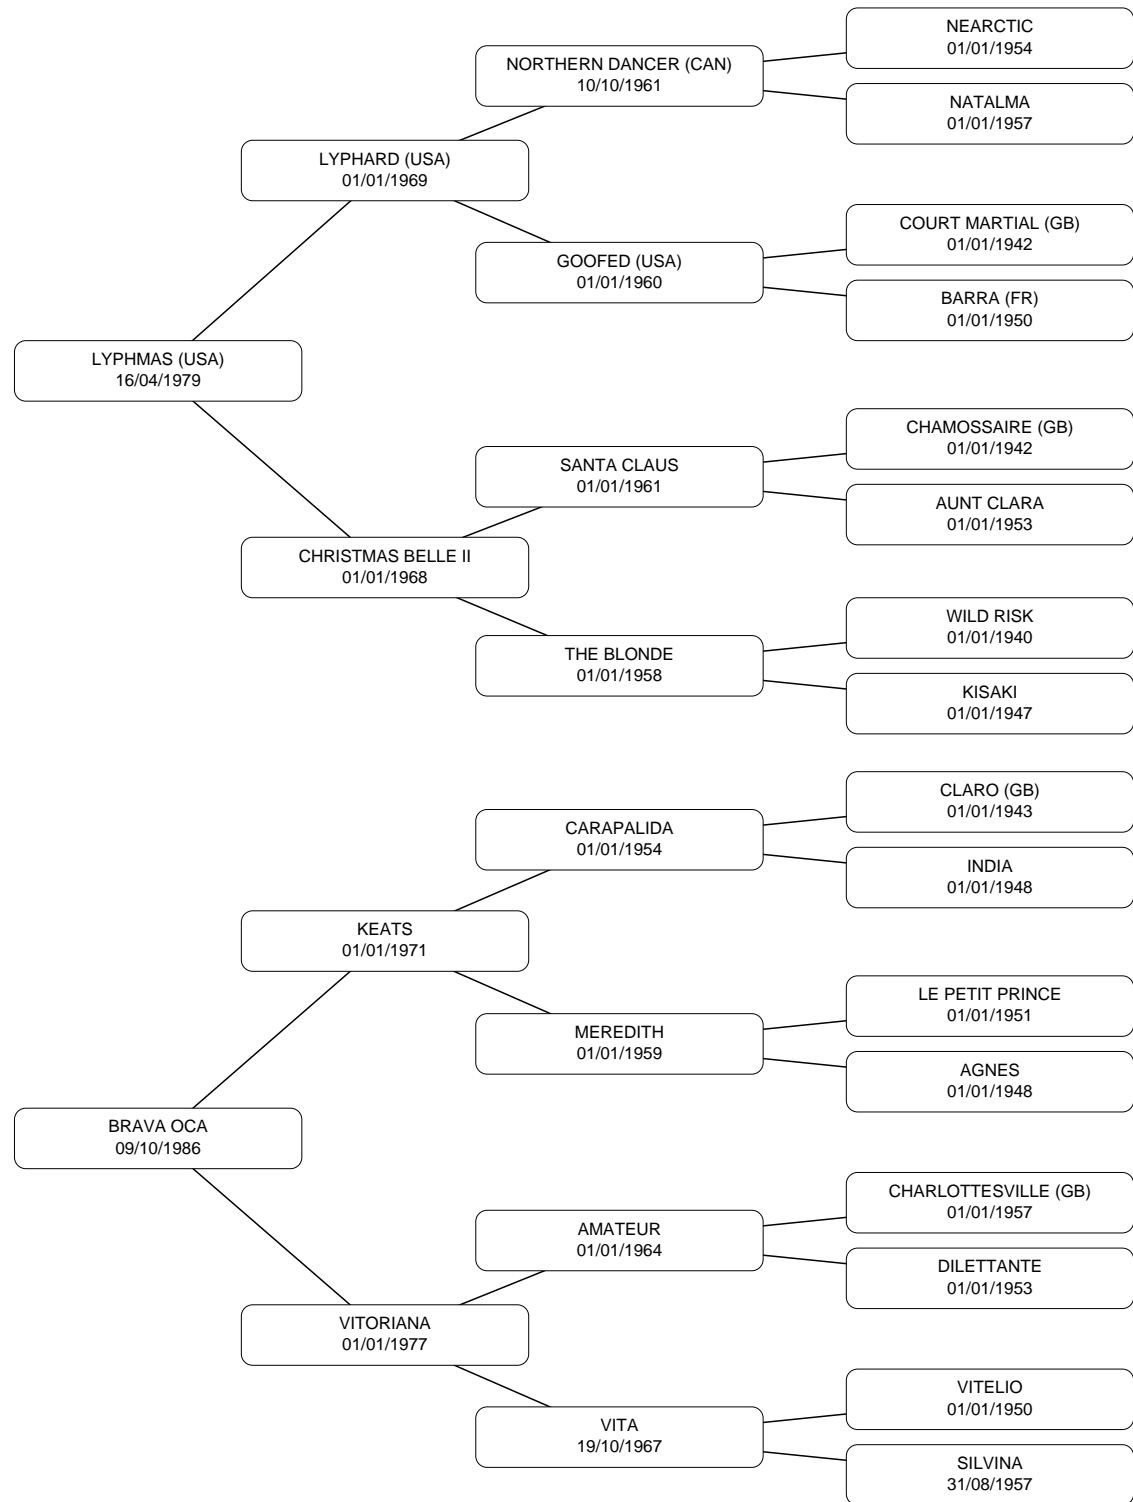 NEARCTIC
01/01/1954
NORTHERN DANCER (CAN)
10/10/1961
NATALMA
01/01/1957
LYPHARD (USA)
01/01/1969
COURT MARTIAL (GB)
01/01/1942
GOOFED (USA)
01/01/1960
BARRA (FR)
01/01/1950
LYPHMAS (USA)
16/04/1979
CHAMOSSAIRE (GB)
01/01/1942
SANTA CLAUS
01/01/1961
AUNT CLARA
01/01/1953
CHRISTMAS BELLE II
01/01/1968
WILD RISK
01/01/1940
THE BLONDE
01/01/1958
KISAKI
01/01/1947
CLARO (GB)
01/01/1943
CARAPALIDA
01/01/1954
INDIA
01/01/1948
KEATS
01/01/1971
LE PETIT PRINCE
01/01/1951
MEREDITH
01/01/1959
AGNES
01/01/1948
BRAVA OCA
09/10/1986
CHARLOTTESVILLE (GB)
01/01/1957
AMATEUR
01/01/1964
DILETTANTE
01/01/1953
VITORIANA
01/01/1977
VITELIO
01/01/1950
VITA
19/10/1967
SILVINA
31/08/1957